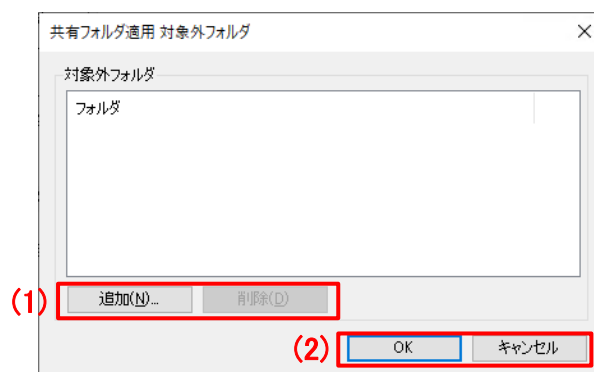 共有フォルダ適用 対象外フォルダ
対象外フォルダ
フォルダ
(1) 追加(N)... 削除(D)
(2) OK キャンセル